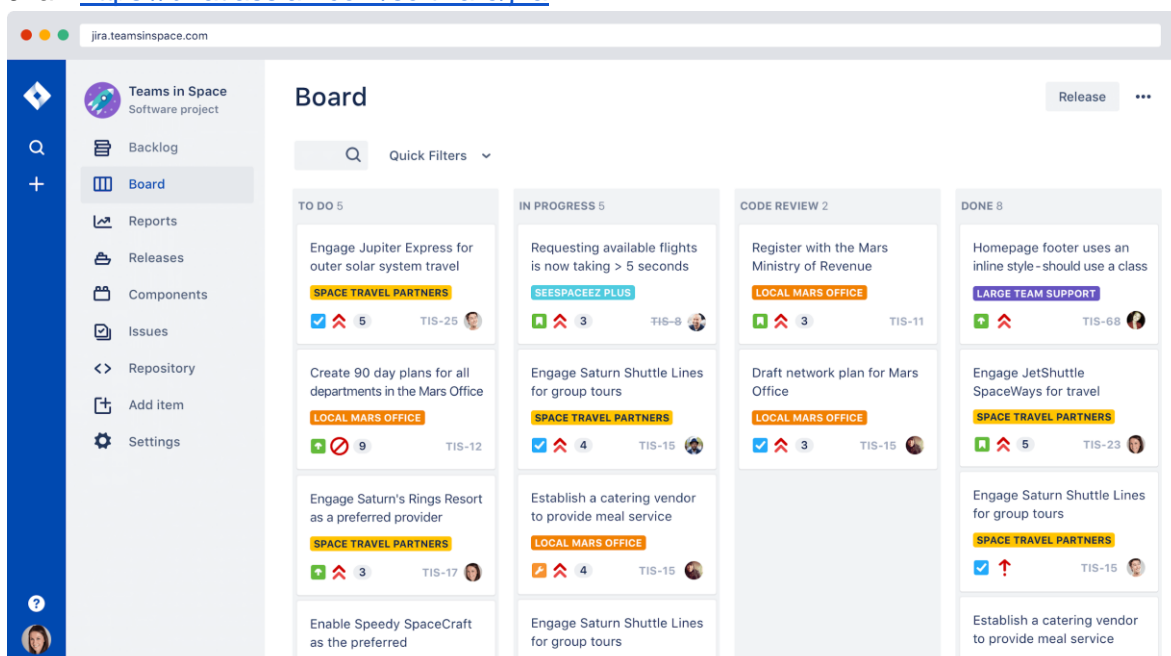 jira.teamsinspace.com
Teams in Space
Software project
Backlog
Board
Reports
Releases
Components
Issues
Repository
Add item
Settings
Board
Release
Quick Filters
TO DO 5
Engage Jupiter Express for
outer solar system travel
SPACE TRAVEL PARTNERS
5 TIS-25
Create 90 day plans for all
departments in the Mars Office
LOCAL MARS OFFICE
9 TIS-12
Engage Saturn's Rings Resort
as a preferred provider
SPACE TRAVEL PARTNERS
3 TIS-17
Enable Speedy SpaceCraft
as the preferred
IN PROGRESS 5
Requesting available flights
is now taking > 5 seconds
SEESPACEEZ PLUS
3 TIS-8
Engage Saturn Shuttle Lines
for group tours
SPACE TRAVEL PARTNERS
4 TIS-15
Establish a catering vendor
to provide meal service
LOCAL MARS OFFICE
4 TIS-15
Engage Saturn Shuttle Lines
for group tours
CODE REVIEW 2
Register with the Mars
Ministry of Revenue
LOCAL MARS OFFICE
3 TIS-11
Draft network plan for Mars
Office
LOCAL MARS OFFICE
3 TIS-15
DONE 8
Homepage footer uses an
inline style - should use a class
LARGE TEAM SUPPORT
TIS-68
Engage JetShuttle
SpaceWays for travel
SPACE TRAVEL PARTNERS
5 TIS-23
Engage Saturn Shuttle Lines
for group tours
SPACE TRAVEL PARTNERS
TIS-15
Establish a catering vendor
to provide meal service